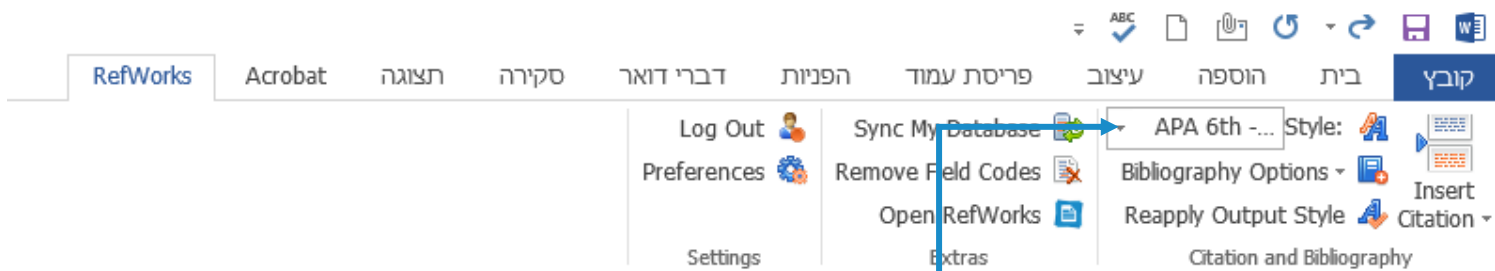 ABC
קובץ בית הוספה עיצוב פריסת עמוד הפניות דברי דואר סקירה תצוגה Acrobat RefWorks
Style: APA 6th -... Sync My Database Log Out
Insert Citation
Bibliography Options Remove Field Codes Preferences
Reapply Output Style Open RefWorks
Citation and Bibliography Extras Settings